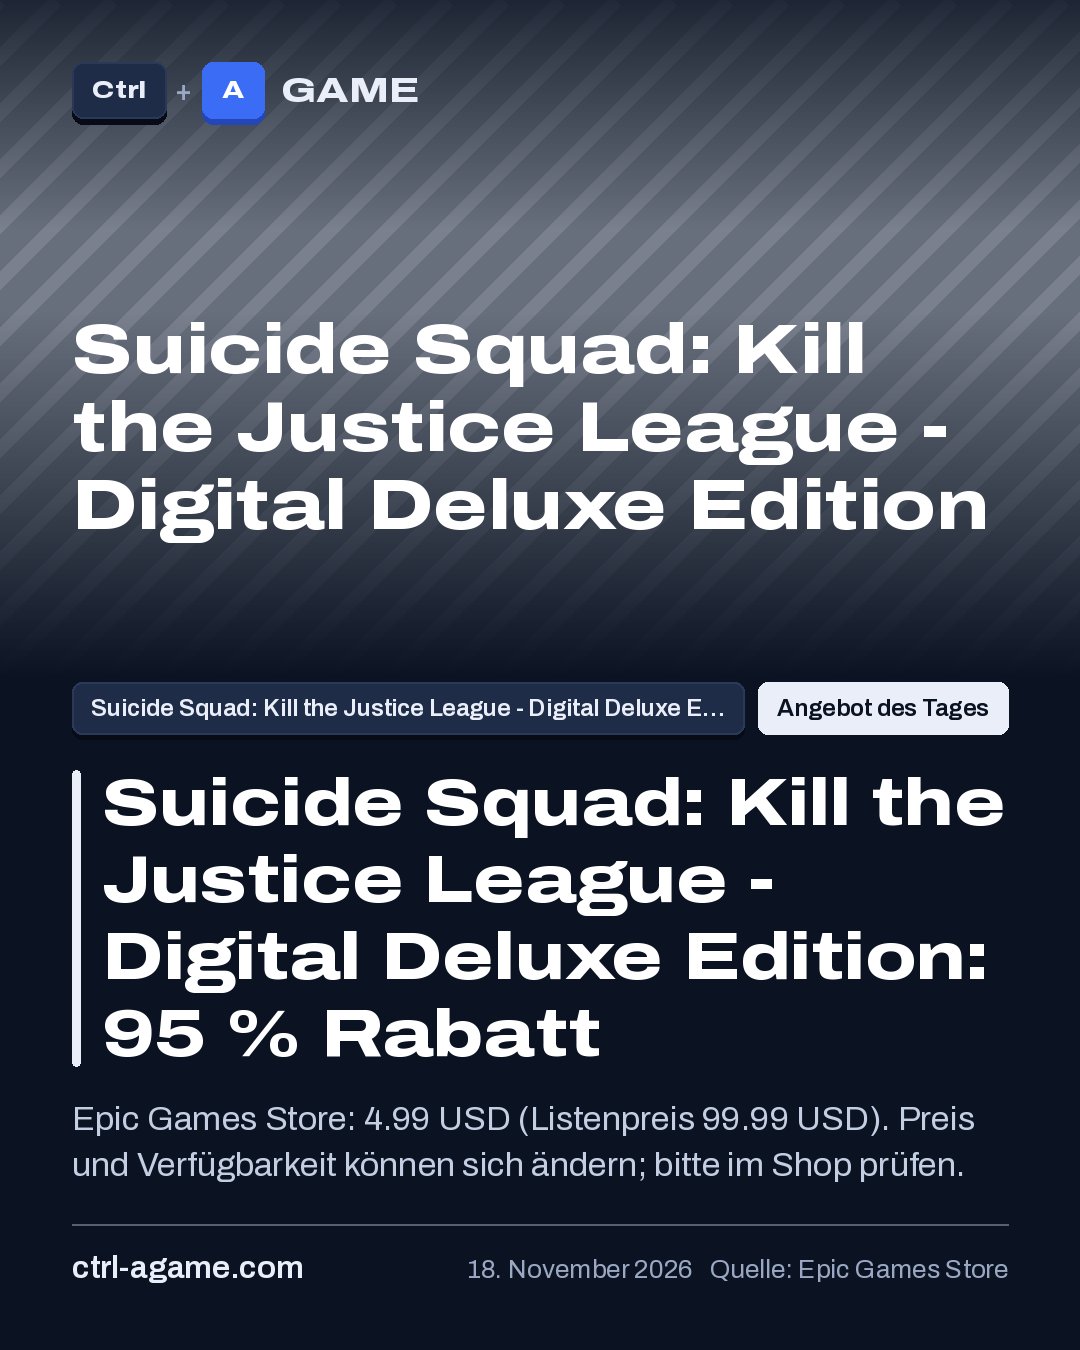 Ctrl + A GAME
Suicide Squad: Kill
the Justice League -
Digital Deluxe Edition
Suicide Squad: Kill the Justice League - Digital Deluxe E... Angebot des Tages
Suicide Squad: Kill the
Justice League -
Digital Deluxe Edition:
95 % Rabatt
Epic Games Store: 4.99 USD (Listenpreis 99.99 USD). Preis
und Verfügbarkeit können sich ändern; bitte im Shop prüfen.
ctrl-agame.com 18. November 2026 Quelle: Epic Games Store